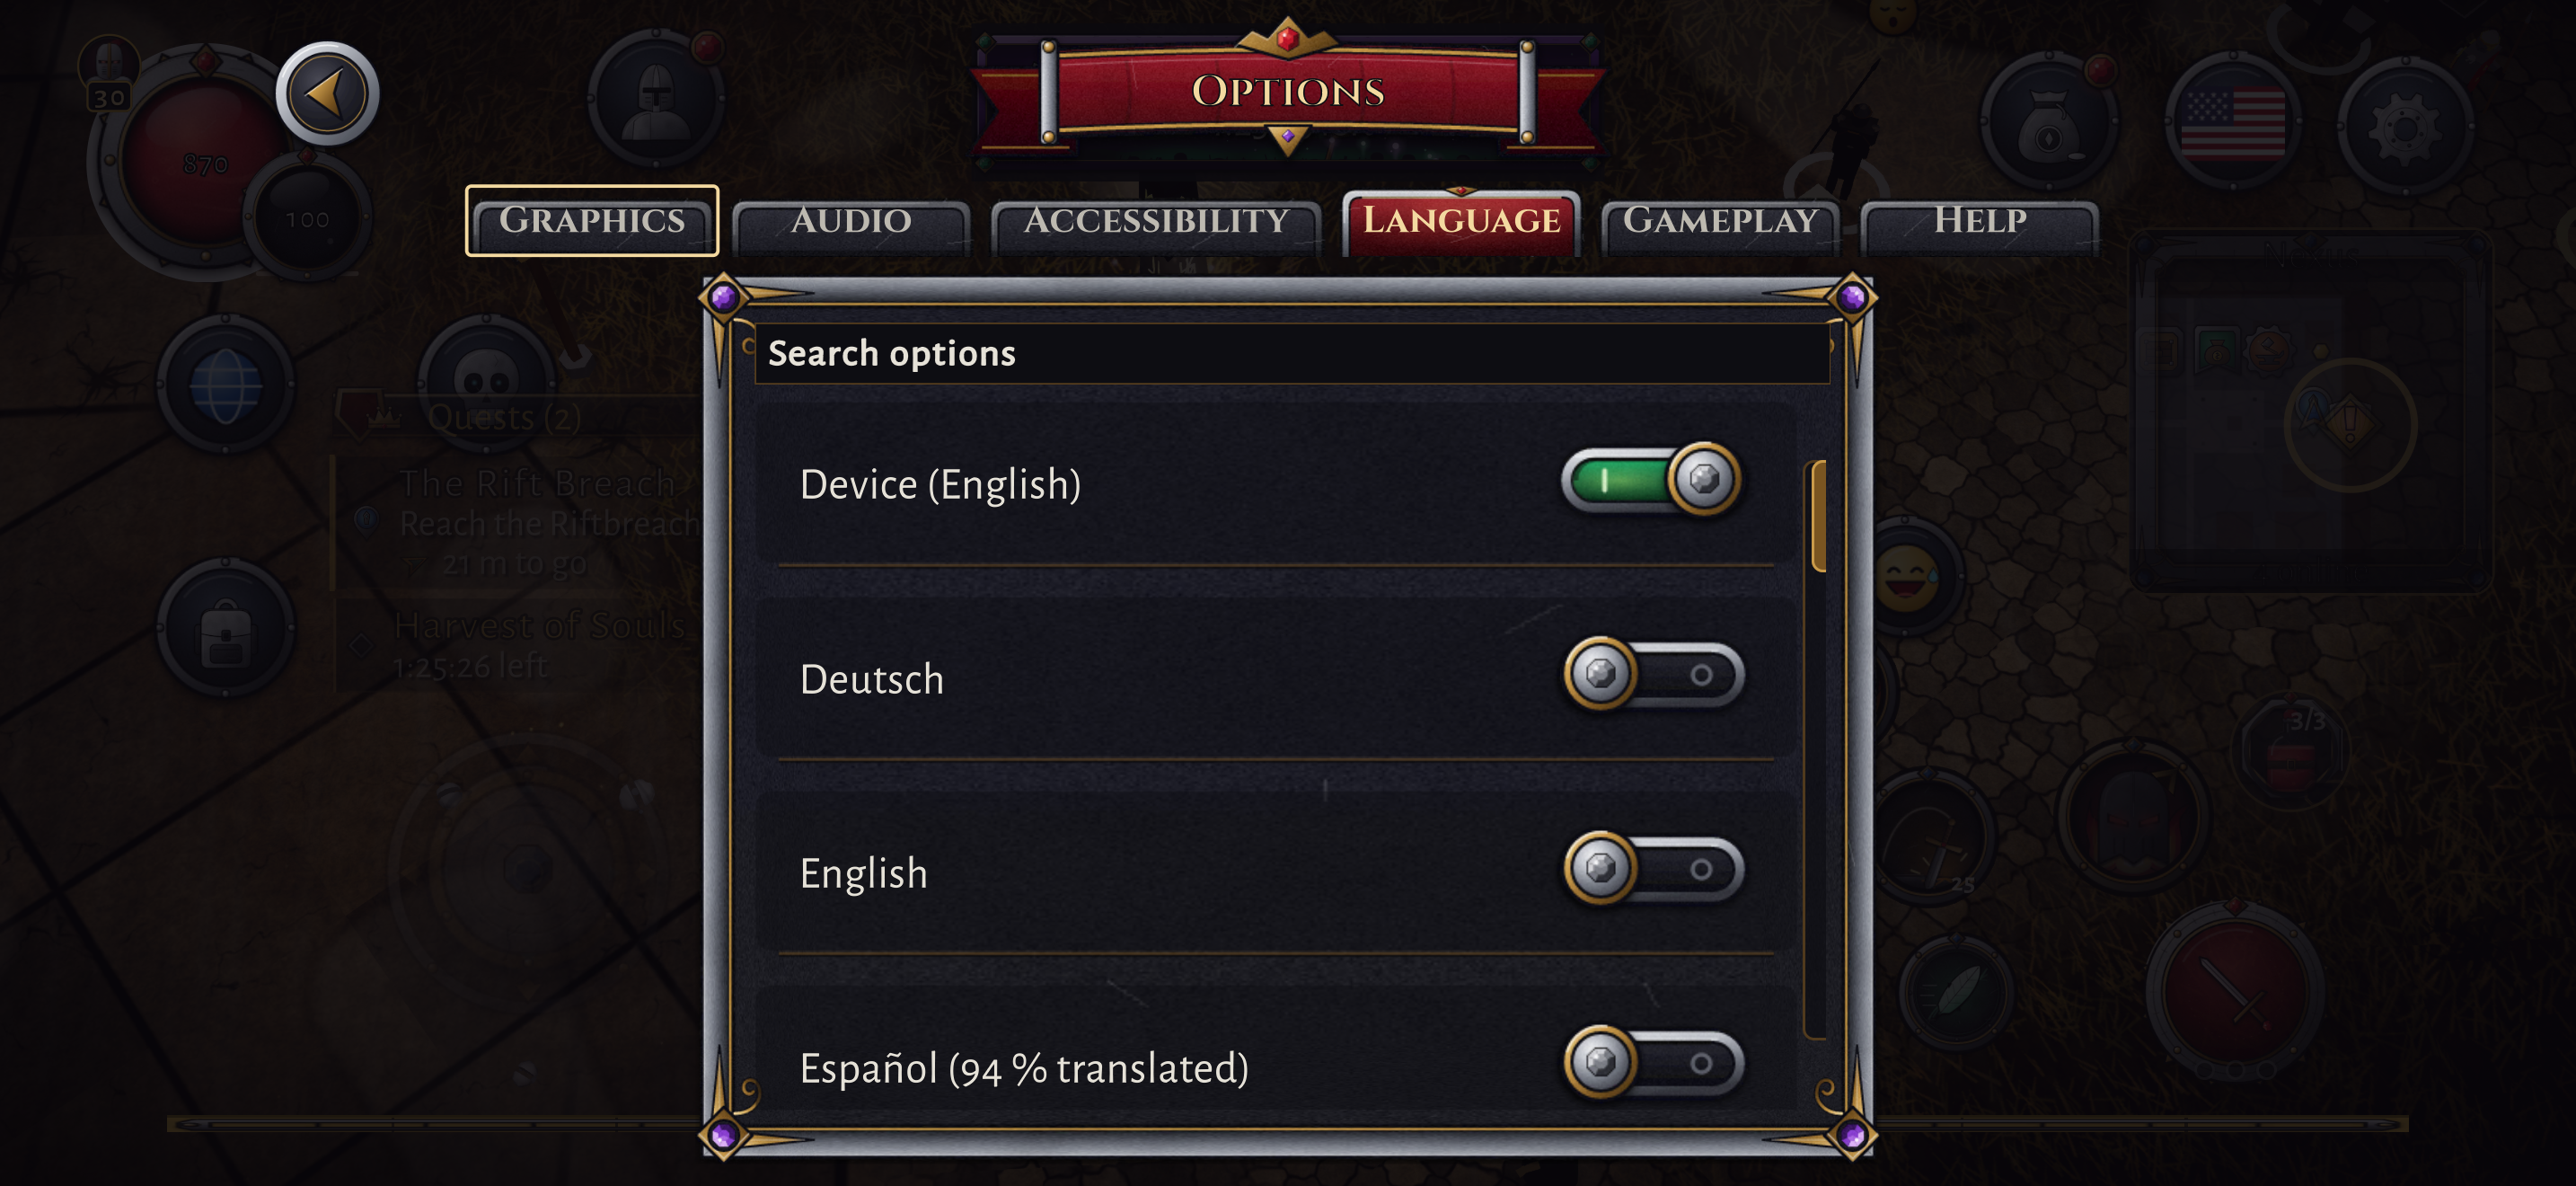 Options
30
870
100
Graphics
Audio
Accessibility
Language
Gameplay
Help
Search options
Device (English)
Deutsch
English
Español (94 % translated)
Quests (2)
The Rift Breach
Reach the Riftbreach
21 m to go
Harvest of Souls
1:25:26 left
3/3
25